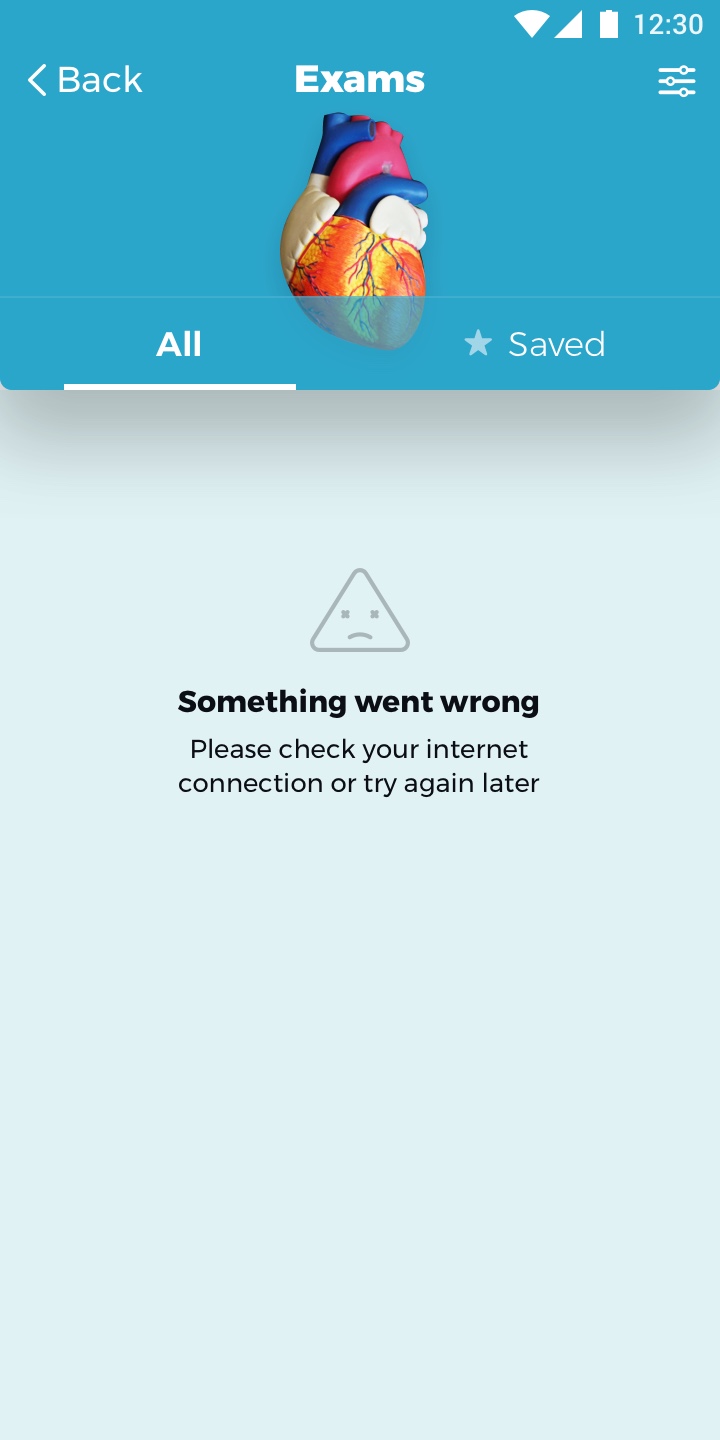 12:30
Back
Exams
All
Saved
Something went wrong
Please check your internet
connection or try again later